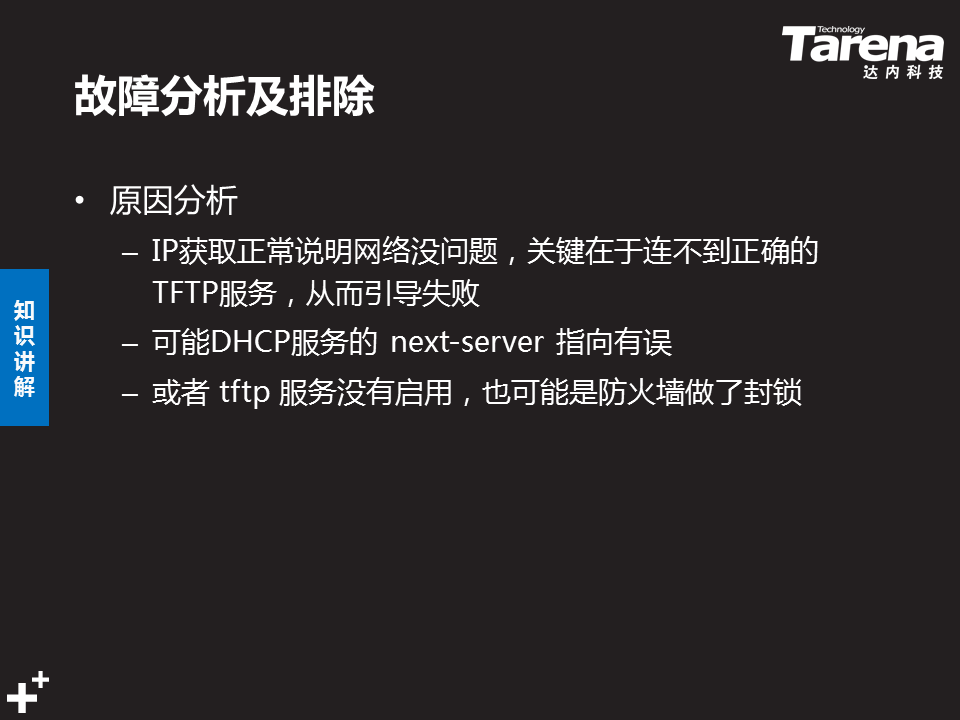 Technology
Tarena
达内科技
故障分析及排除
• 原因分析
– IP获取正常说明网络没问题，关键在于连不到正确的
TFTP服务，从而引导失败
– 可能DHCP服务的 next-server 指向有误
– 或者 tftp 服务没有启用，也可能是防火墙做了封锁
知
识
讲
解